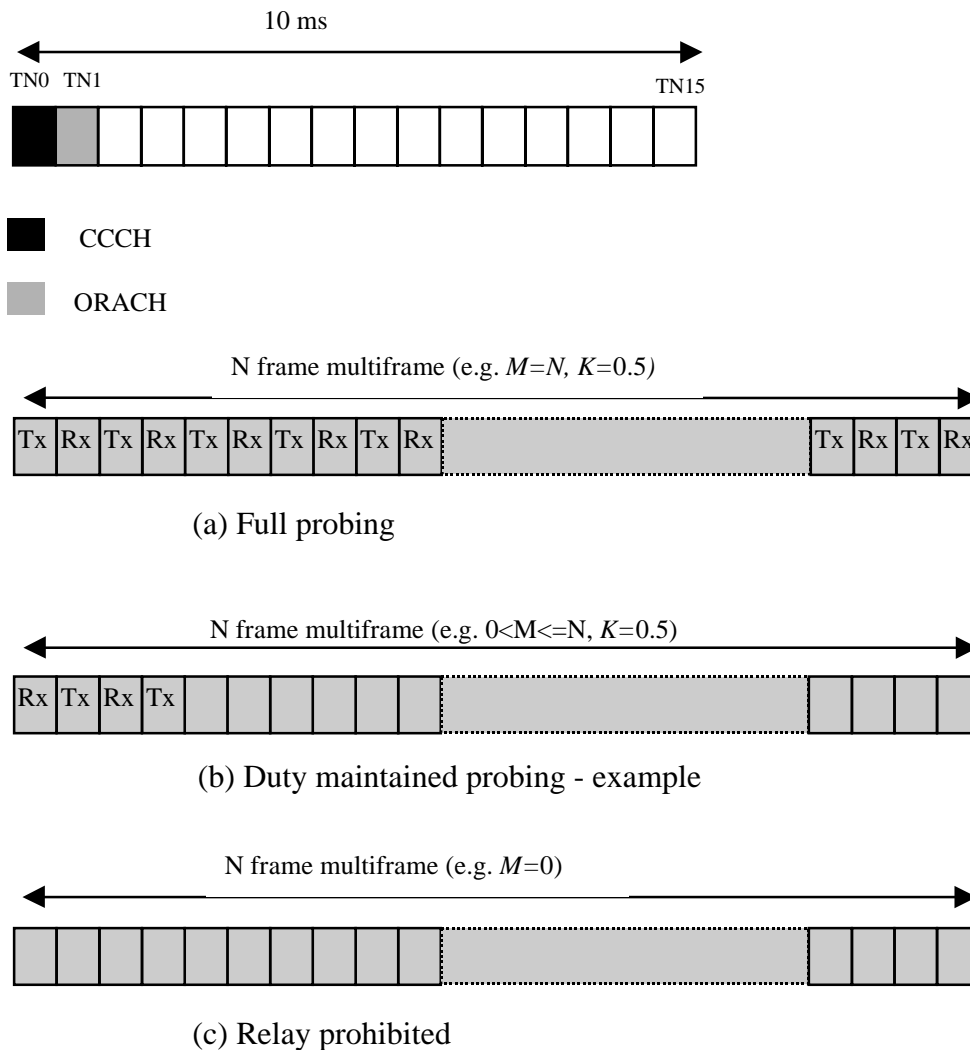 10 ms
TN0 TN1 TN15
CCCH
ORACH
N frame multiframe (e.g. M=N, K=0.5)
Tx Rx Tx Rx Tx Rx Tx Rx Tx Rx Tx Rx Tx Rx
(a) Full probing
N frame multiframe (e.g. 0<M<=N, K=0.5)
Rx Tx Rx Tx
(b) Duty maintained probing - example
N frame multiframe (e.g. M=0)
(c) Relay prohibited